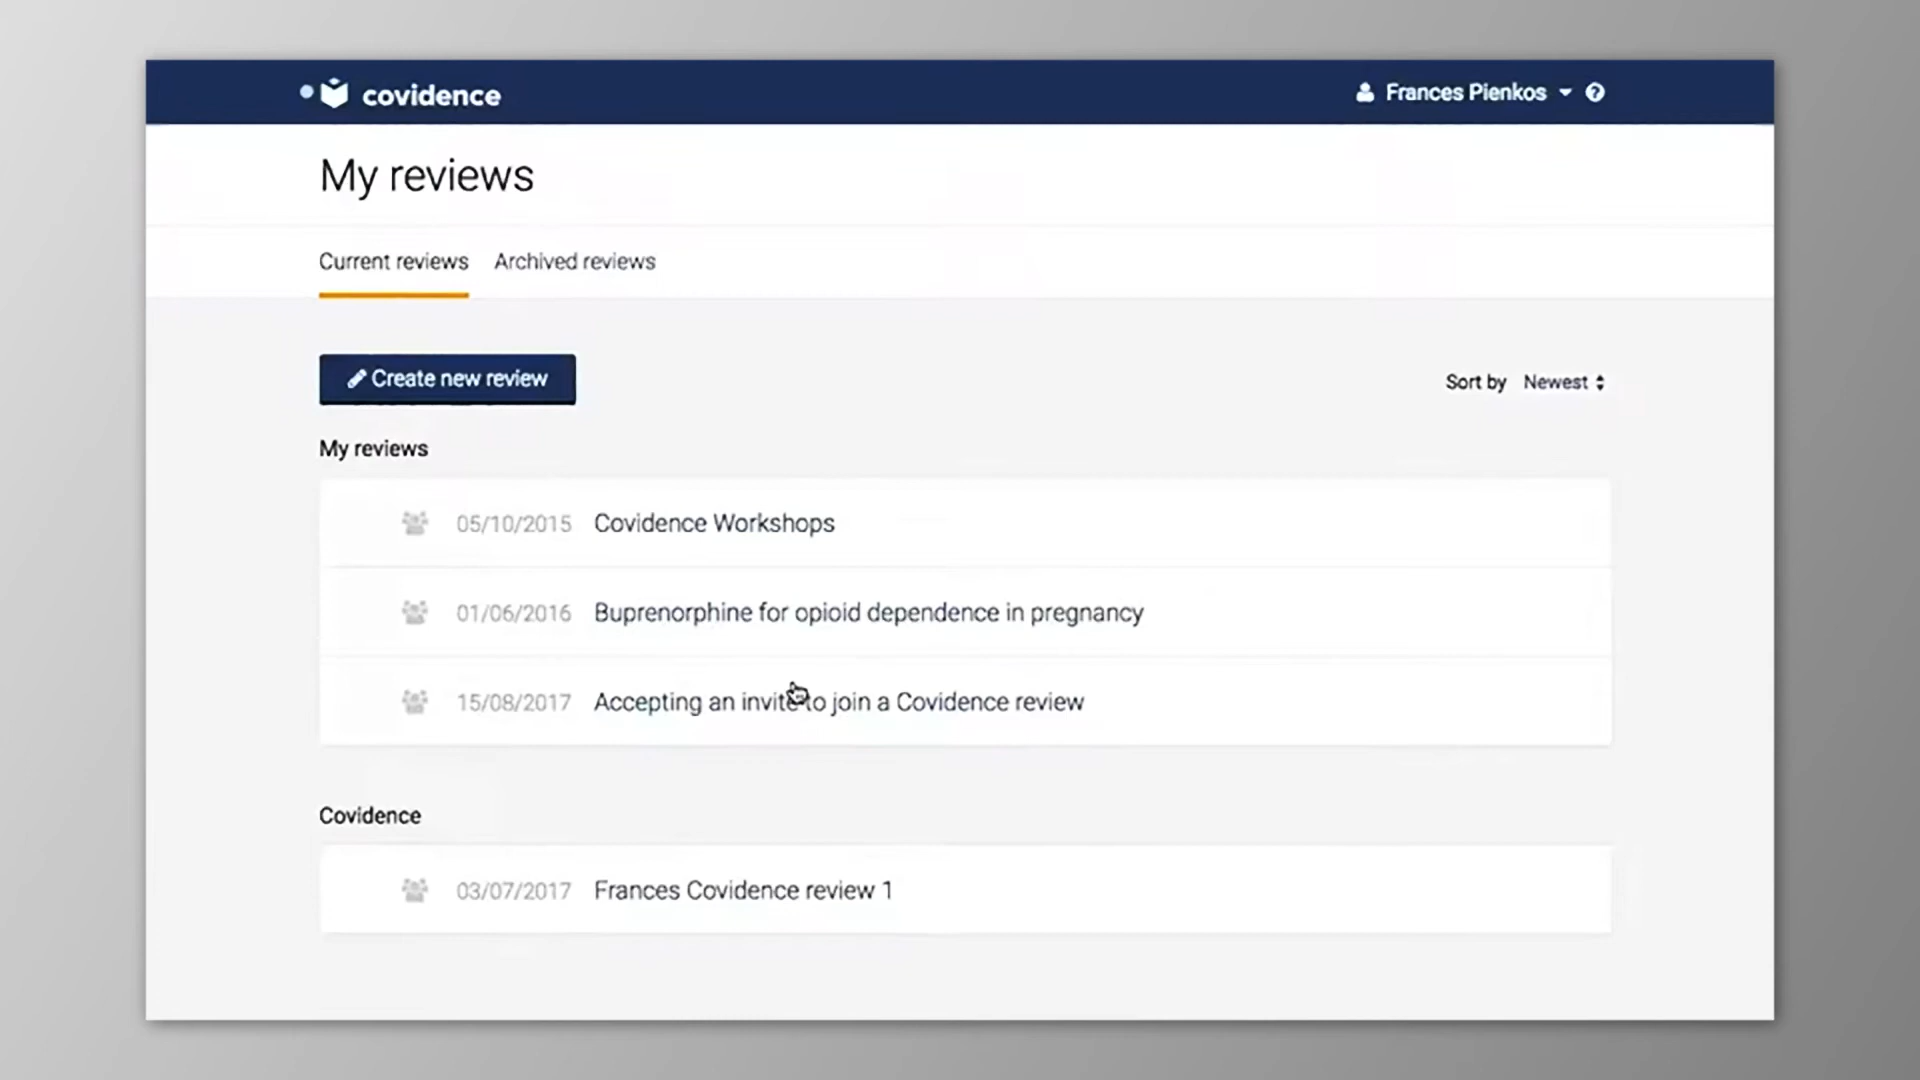 covidence
Frances Pienkos
My reviews
Current reviews Archived reviews
Create new review
Sort by Newest
My reviews
05/10/2015 Covidence Workshops
01/06/2016 Buprenorphine for opioid dependence in pregnancy
15/08/2017 Accepting an invite to join a Covidence review
Covidence
03/07/2017 Frances Covidence review 1